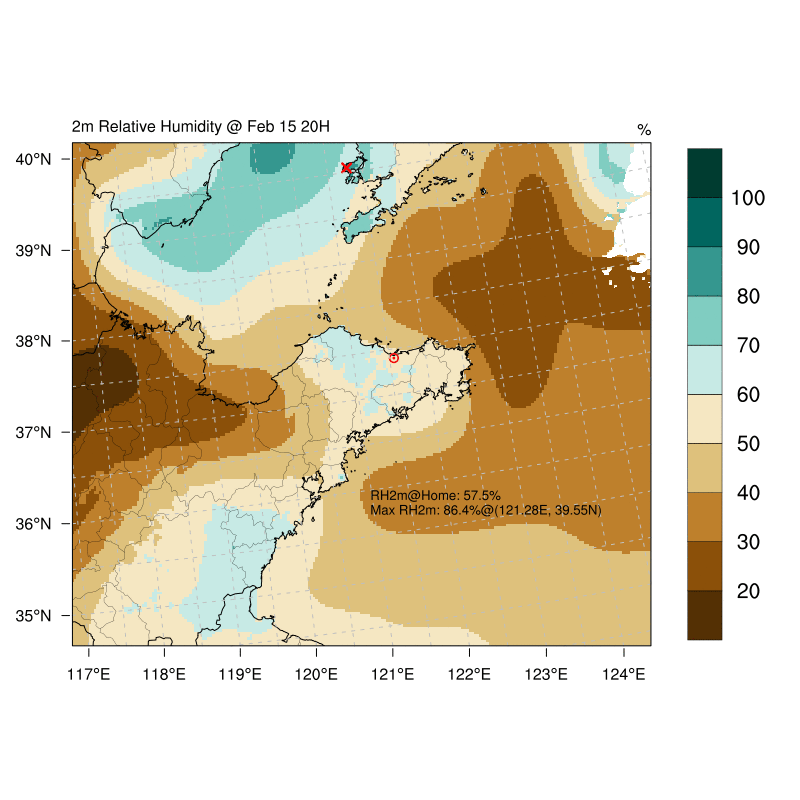 2m Relative Humidity @ Feb 15 20H
%
40°N
39°N
38°N
37°N
36°N
35°N
117°E
118°E
119°E
120°E
121°E
122°E
123°E
124°E
RH2m@Home: 57.5%
Max RH2m: 86.4%@(121.28E, 39.55N)
100
90
80
70
60
50
40
30
20